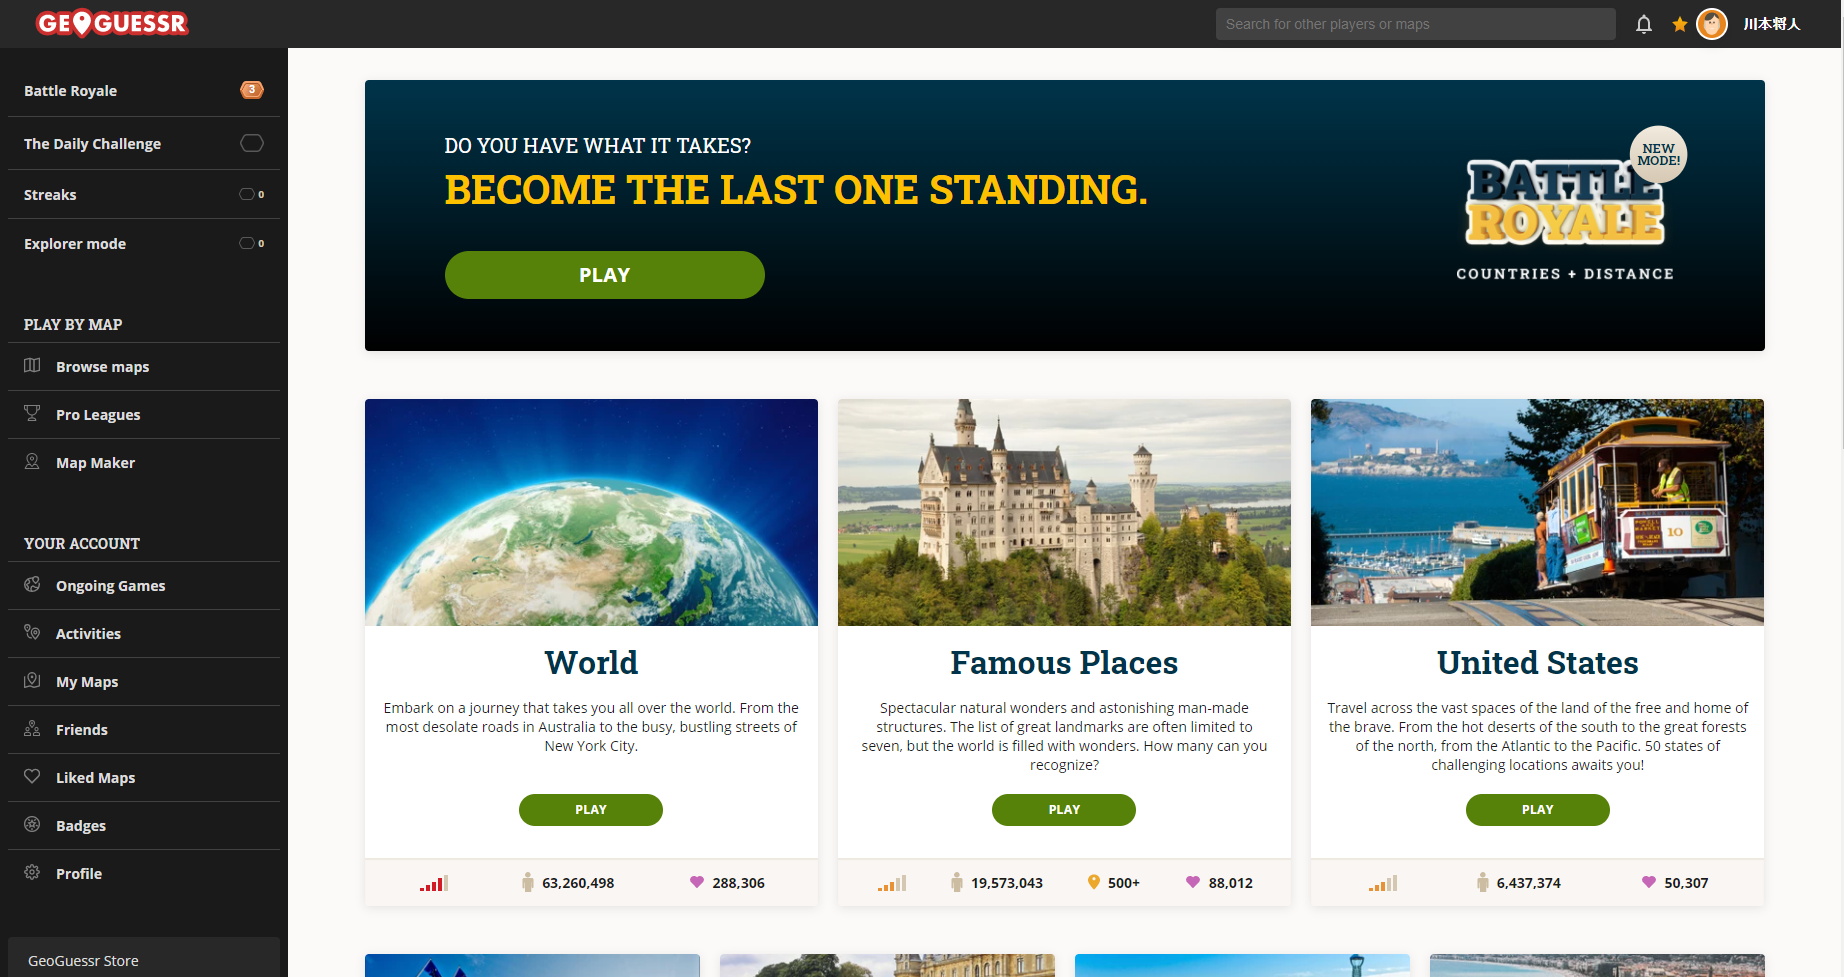 GEOGUESSR
Search for other players or maps
川本将人
Battle Royale
3
The Daily Challenge
Streaks
0
Explorer mode
0
PLAY BY MAP
Browse maps
Pro Leagues
Map Maker
YOUR ACCOUNT
Ongoing Games
Activities
My Maps
Friends
Liked Maps
Badges
Profile
GeoGuessr Store
DO YOU HAVE WHAT IT TAKES?
BECOME THE LAST ONE STANDING.
PLAY
NEW
MODE!
BATTLE
ROYALE
COUNTRIES + DISTANCE
World
Embark on a journey that takes you all over the world. From the
most desolate roads in Australia to the busy, bustling streets of
New York City.
PLAY
63,260,498
288,306
Famous Places
Spectacular natural wonders and astonishing man-made
structures. The list of great landmarks are often limited to
seven, but the world is filled with wonders. How many can you
recognize?
PLAY
19,573,043
500+
88,012
10
United States
Travel across the vast spaces of the land of the free and home of
the brave. From the hot deserts of the south to the great forests
of the north, from the Atlantic to the Pacific. 50 states of
challenging locations awaits you!
PLAY
6,437,374
50,307